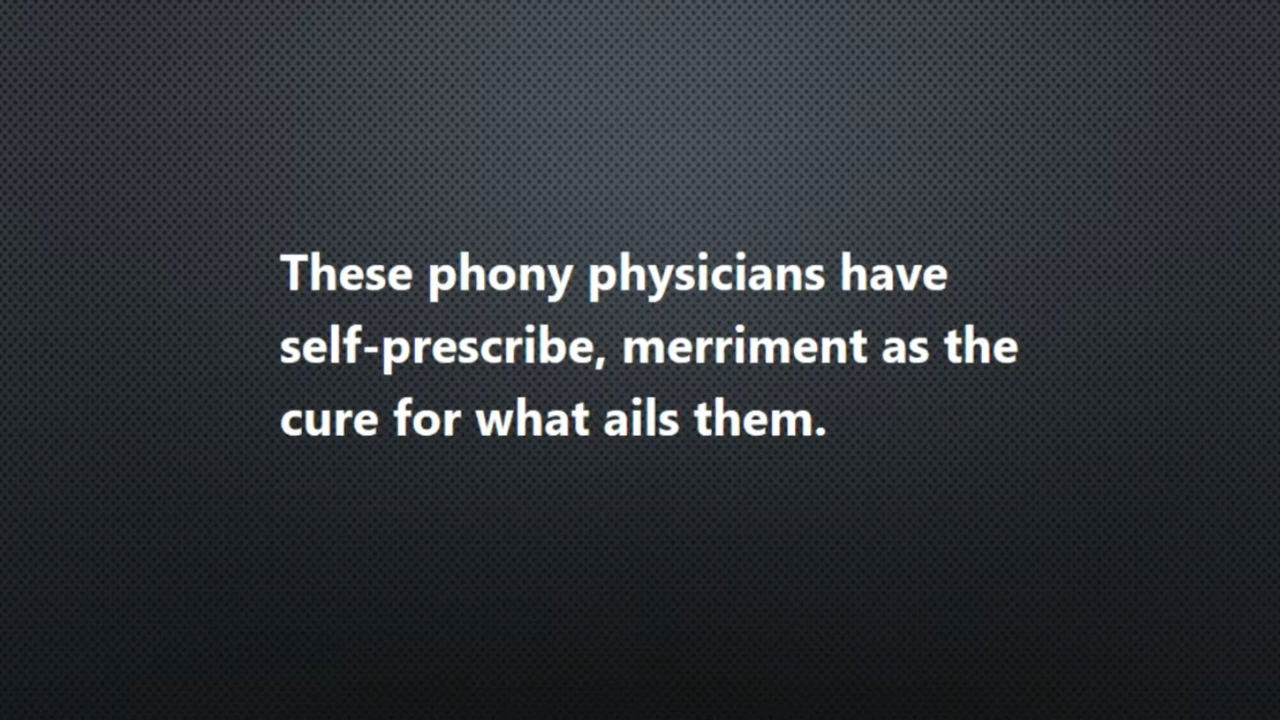 These phony physicians have
self-prescribe, merriment as the
cure for what ails them.